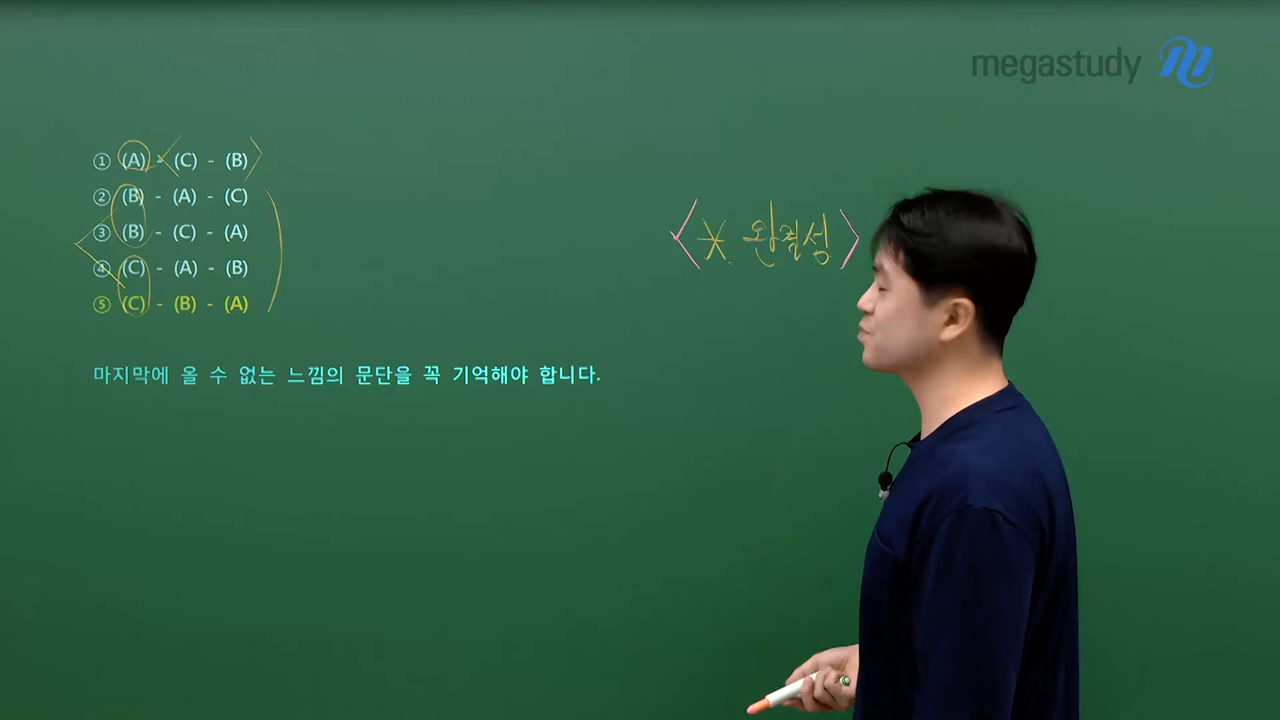 megastudy
① (A) - (C) - (B)
② (B) - (A) - (C)
③ (B) - (C) - (A)
④ (C) - (A) - (B)
⑤ (C) - (B) - (A)
* 완결성
마지막에 올 수 없는 느낌의 문단을 꼭 기억해야 합니다.